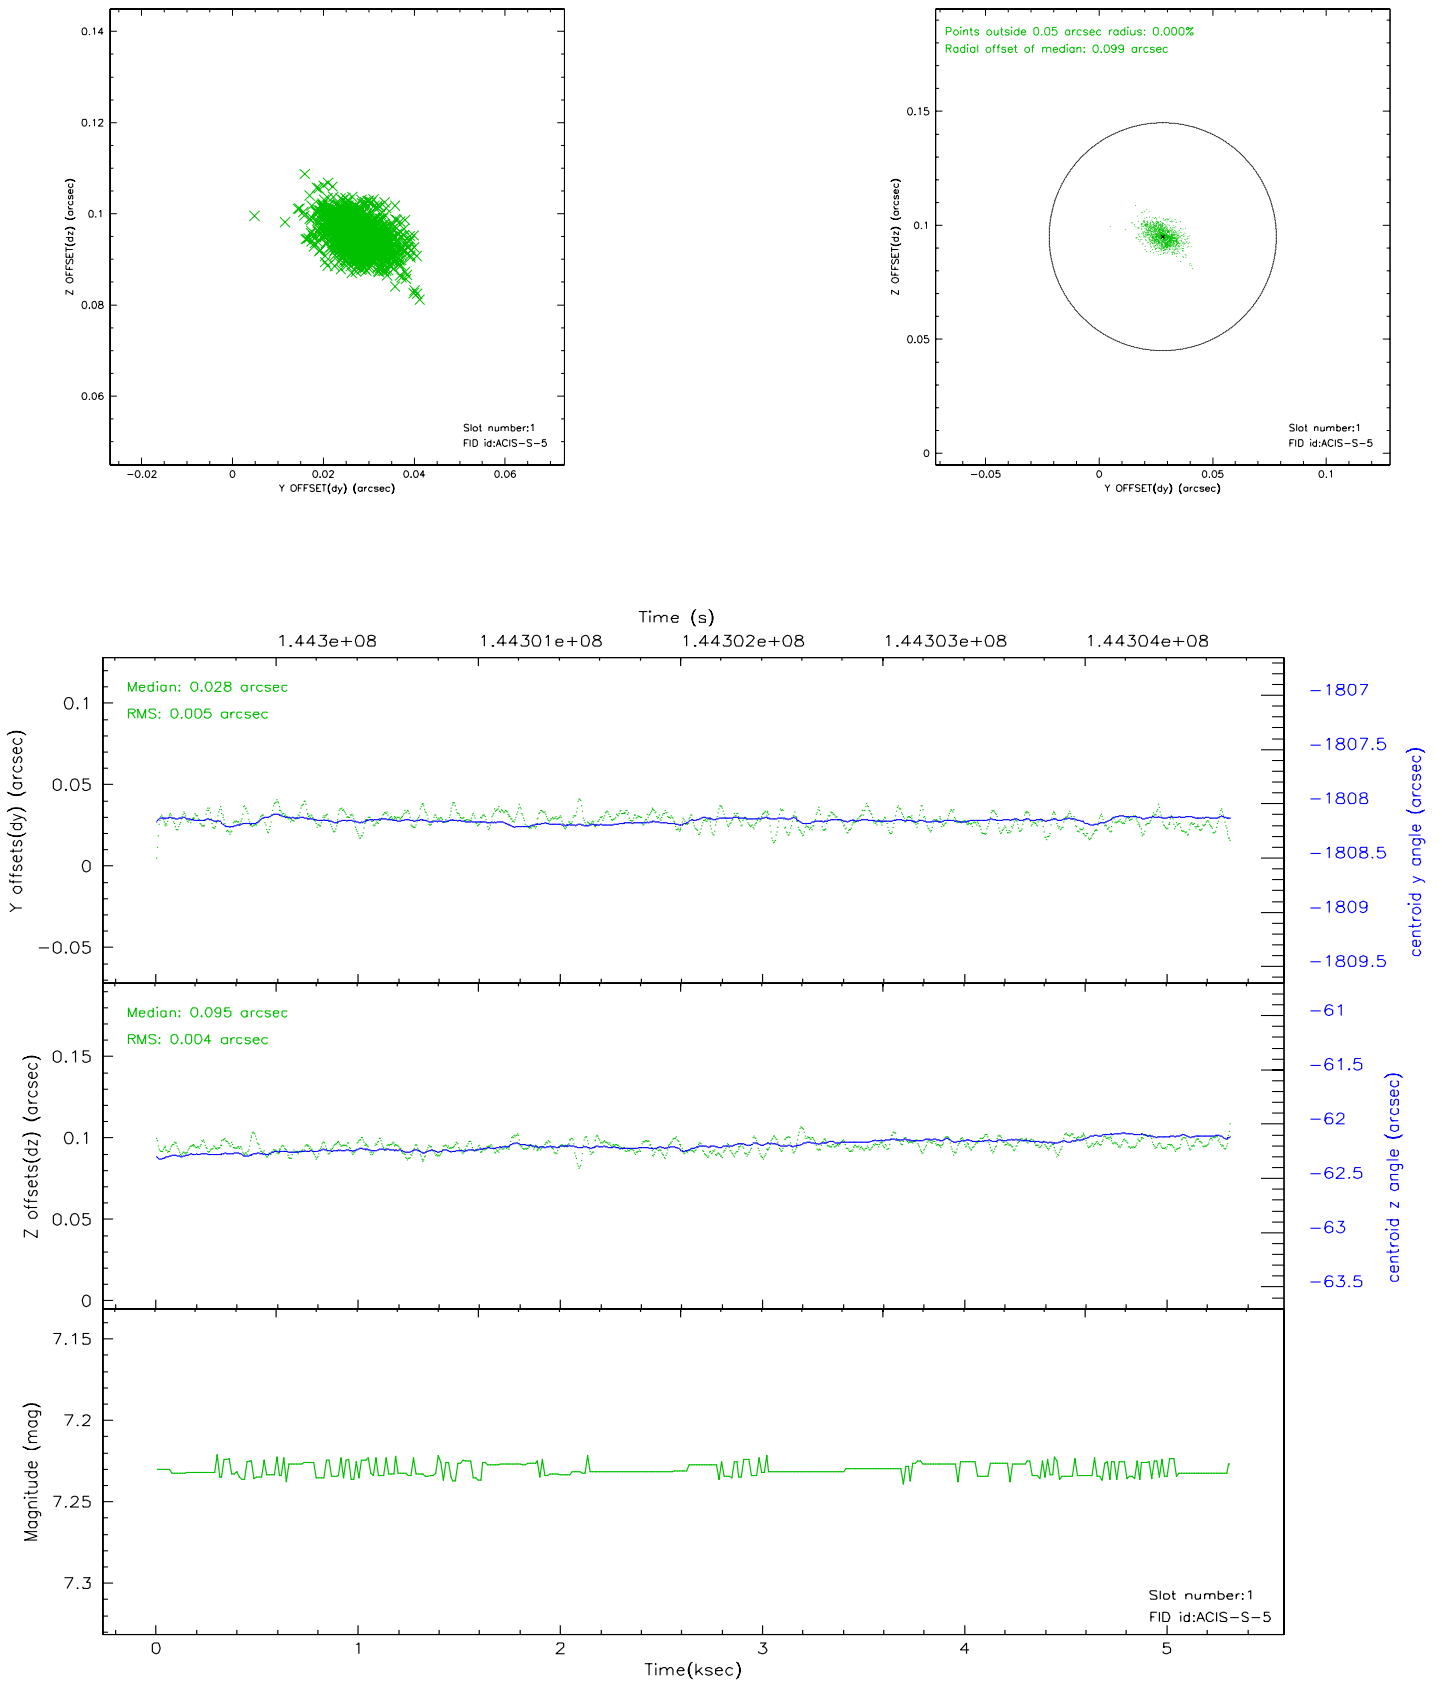 0.14
0.12
0.1
0.08
0.06
Z OFFSET(dz) (arcsec)
Slot number:1
FID id:ACIS-S-5
-0.02 0 0.02 0.04 0.06
Y OFFSET(dy) (arcsec)
Points outside 0.05 arcsec radius: 0.000%
Radial offset of median: 0.099 arcsec
0.15
0.1
0.05
0
Z OFFSET(dz) (arcsec)
Slot number:1
FID id:ACIS-S-5
-0.05 0 0.05 0.1
Y OFFSET(dy) (arcsec)
Time (s)
1.443e+08 1.44301e+08 1.44302e+08 1.44303e+08 1.44304e+08
Median: 0.028 arcsec
RMS: 0.005 arcsec
0.1
0.05
0
-0.05
Y offsets(dy) (arcsec)
-1807
-1807.5
-1808
-1808.5
-1809
-1809.5
centroid y angle (arcsec)
Median: 0.095 arcsec
RMS: 0.004 arcsec
0.15
0.1
0.05
0
Z offsets(dz) (arcsec)
-61
-61.5
-62
-62.5
-63
-63.5
centroid z angle (arcsec)
7.15
7.2
7.25
7.3
Magnitude (mag)
Slot number:1
FID id:ACIS-S-5
0 1 2 3 4 5
Time(ksec)